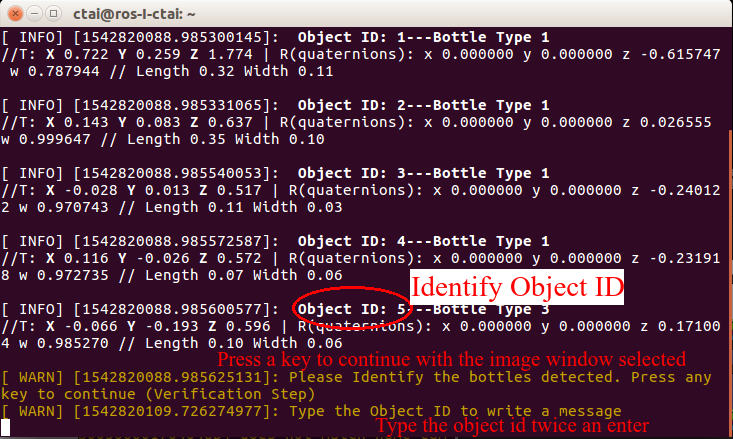 ctai@ros-I-ctai: ~
[ INFO] [1542820088.985300145]:  Object ID: 1---Bottle Type 1
//T: X 0.722 Y 0.259 Z 1.774 | R(quaternions): x 0.000000 y 0.000000 z -0.615747
 w 0.787944 // Length 0.32 Width 0.11
[ INFO] [1542820088.985331065]:  Object ID: 2---Bottle Type 1
//T: X 0.143 Y 0.083 Z 0.637 | R(quaternions): x 0.000000 y 0.000000 z 0.026555
w 0.999647 // Length 0.35 Width 0.10
[ INFO] [1542820088.985540053]:  Object ID: 3---Bottle Type 1
//T: X -0.028 Y 0.013 Z 0.517 | R(quaternions): x 0.000000 y 0.000000 z -0.24012
2 w 0.970743 // Length 0.11 Width 0.03
[ INFO] [1542820088.985572587]:  Object ID: 4---Bottle Type 1
//T: X 0.116 Y -0.026 Z 0.572 | R(quaternions): x 0.000000 y 0.000000 z -0.23191
8 w 0.972735 // Length 0.07 Width 0.06
Identify Object ID
[ INFO] [1542820088.985600577]:  Object ID: 5---Bottle Type 3
//T: X -0.066 Y -0.193 Z 0.596 | R(quaternions): x 0.000000 y 0.000000 z 0.17100
4 w 0.985270 // Length 0.10 Width 0.06
Press a key to continue with the image window selected
[ WARN] [1542820088.985625131]: Please Identify the bottles detected. Press any
key to continue (Verification Step)
[ WARN] [1542820109.726274977]: Type the Object ID to write a message
Type the object id twice an enter